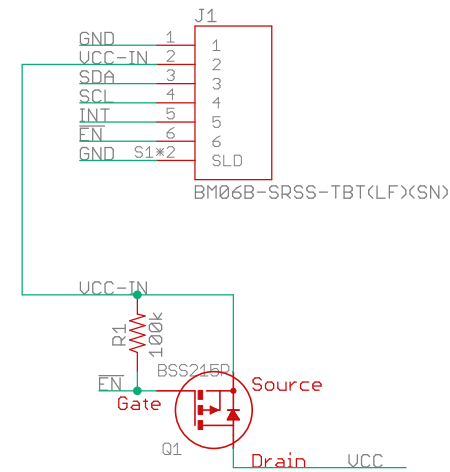 J1
GND 1 1
VCC-IN 2 2
SDA 3 3
SCL 4 4
INT 5 5
EN 6 6
GND S1*2 SLD
BM06B-SRSS-TBT(LF)(SN)
VCC-IN
R1 100k
BSS215P
EN
Source
Gate
Q1
Drain VCC